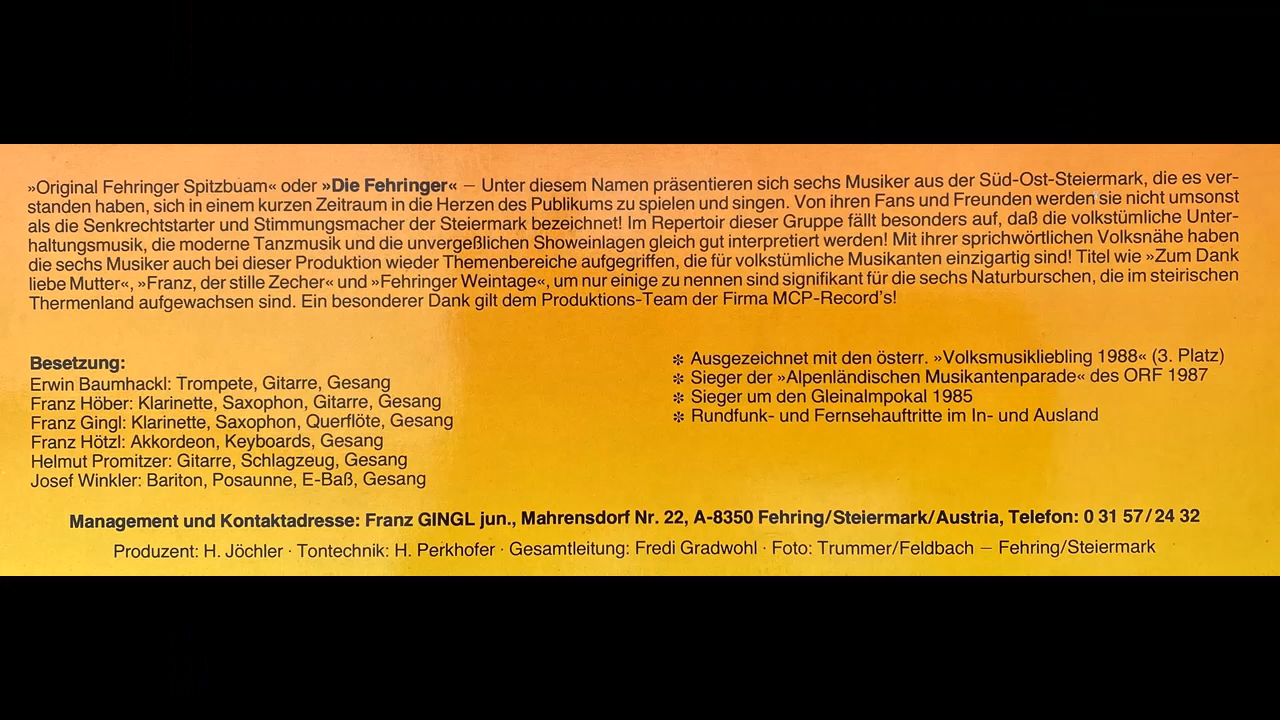 »Original Fehringer Spitzbuam« oder »Die Fehringer« — Unter diesem Namen präsentieren sich sechs Musiker aus der Süd-Ost-Steiermark, die es ver-
standen haben, sich in einem kurzen Zeitraum in die Herzen des Publikums zu spielen und singen. Von ihren Fans und Freunden werden sie nicht umsonst
als die Senkrechtstarter und Stimmungsmacher der Steiermark bezeichnet! Im Repertoir dieser Gruppe fällt besonders auf, daß die volkstümliche Unter-
haltungsmusik, die moderne Tanzmusik und die unvergeßlichen Showeinlagen gleich gut interpretiert werden! Mit ihrer sprichwörtlichen Volksnähe haben
die sechs Musiker auch bei dieser Produktion wieder Themenbereiche aufgegriffen, die für volkstümliche Musikanten einzigartig sind! Titel wie »Zum Dank
liebe Mutter«, »Franz, der stille Zecher« und »Fehringer Weintage«, um nur einige zu nennen sind signifikant für die sechs Naturburschen, die im steirischen
Thermenland aufgewachsen sind. Ein besonderer Dank gilt dem Produktions-Team der Firma MCP-Record's!
Besetzung:
Erwin Baumhackl: Trompete, Gitarre, Gesang
Franz Höber: Klarinette, Saxophon, Gitarre, Gesang
Franz Gingl: Klarinette, Saxophon, Querflöte, Gesang
Franz Hötzl: Akkordeon, Keyboards, Gesang
Helmut Promitzer: Gitarre, Schlagzeug, Gesang
Josef Winkler: Bariton, Posaunne, E-Baß, Gesang
✻ Ausgezeichnet mit den österr. »Volksmusikliebling 1988« (3. Platz)
✻ Sieger der »Alpenländischen Musikantenparade« des ORF 1987
✻ Sieger um den Gleinalmpokal 1985
✻ Rundfunk- und Fernsehauftritte im In- und Ausland
Management und Kontaktadresse: Franz GINGL jun., Mahrensdorf Nr. 22, A-8350 Fehring/Steiermark/Austria, Telefon: 0 31 57/24 32
Produzent: H. Jöchler · Tontechnik: H. Perkhofer · Gesamtleitung: Fredi Gradwohl · Foto: Trummer/Feldbach — Fehring/Steiermark